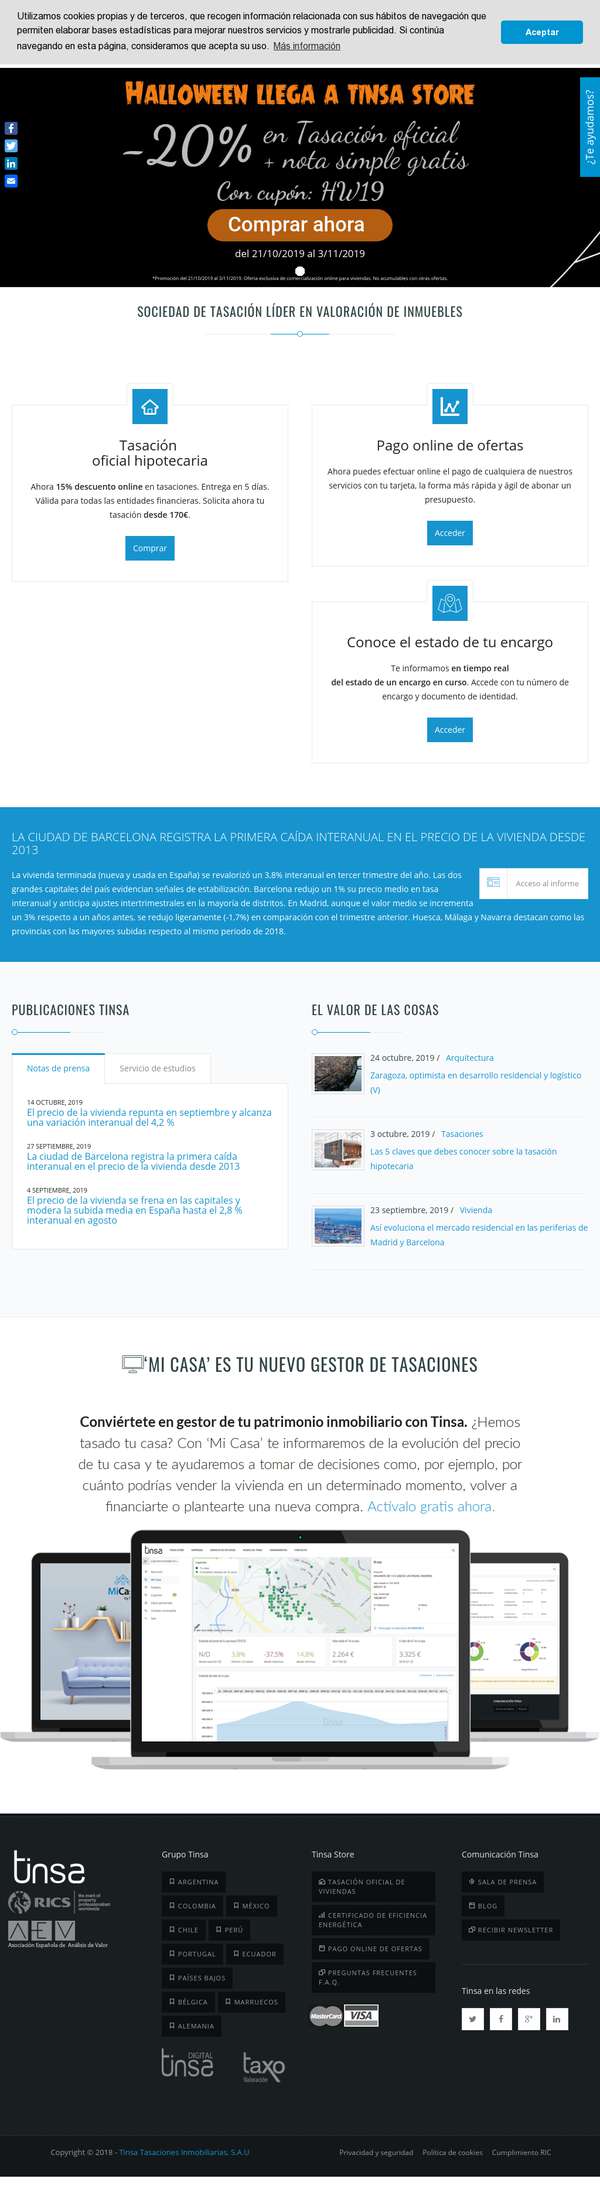 Utilizamos cookies propias y de terceros, que recogen información relacionada con sus hábitos de navegación que
permiten elaborar bases estadísticas para mejorar nuestros servicios y mostrarle publicidad. Si continúa
navegando en esta página, consideramos que acepta su uso. Más información
Aceptar
Halloween llega a Tinsa Store
-20% en Tasación oficial
+ nota simple gratis
Con cupón: HW19
Comprar ahora
del 21/10/2019 al 3/11/2019
*Promoción del 21/10/2019 al 3/11/2019. Oferta exclusiva de comercialización online para viviendas. No acumulables con otras ofertas.
¿Te ayudamos?
SOCIEDAD DE TASACIÓN LÍDER EN VALORACIÓN DE INMUEBLES
Tasación
oficial hipotecaria
Ahora 15% descuento online en tasaciones. Entrega en 5 días.
Válida para todas las entidades financieras. Solicita ahora tu
tasación desde 170€.
Comprar
Pago online de ofertas
Ahora puedes efectuar online el pago de cualquiera de nuestros
servicios con tu tarjeta, la forma más rápida y ágil de abonar un
presupuesto.
Acceder
Conoce el estado de tu encargo
Te informamos en tiempo real
del estado de un encargo en curso. Accede con tu número de
encargo y documento de identidad.
Acceder
LA CIUDAD DE BARCELONA REGISTRA LA PRIMERA CAÍDA INTERANUAL EN EL PRECIO DE LA VIVIENDA DESDE
2013
La vivienda terminada (nueva y usada en España) se revalorizó un 3,8% interanual en tercer trimestre del año. Las dos
grandes capitales del país evidencian señales de estabilización. Barcelona redujo un 1% su precio medio en tasa
interanual y anticipa ajustes intertrimestrales en la mayoría de distritos. En Madrid, aunque el valor medio se incrementa
un 3% respecto a un años antes, se redujo ligeramente (-1,7%) en comparación con el trimestre anterior. Huesca, Málaga y Navarra destacan como las
provincias con las mayores subidas respecto al mismo periodo de 2018.
Acceso al informe
PUBLICACIONES TINSA
Notas de prensa
Servicio de estudios
14 OCTUBRE, 2019
El precio de la vivienda repunta en septiembre y alcanza
una variación interanual del 4,2 %
27 SEPTIEMBRE, 2019
La ciudad de Barcelona registra la primera caída
interanual en el precio de la vivienda desde 2013
4 SEPTIEMBRE, 2019
El precio de la vivienda se frena en las capitales y
modera la subida media en España hasta el 2,8 %
interanual en agosto
EL VALOR DE LAS COSAS
24 octubre, 2019 / Arquitectura
Zaragoza, optimista en desarrollo residencial y logístico
(V)
3 octubre, 2019 / Tasaciones
Las 5 claves que debes conocer sobre la tasación
hipotecaria
23 septiembre, 2019 / Vivienda
Así evoluciona el mercado residencial en las periferias de
Madrid y Barcelona
‘MI CASA’ ES TU NUEVO GESTOR DE TASACIONES
Conviértete en gestor de tu patrimonio inmobiliario con Tinsa. ¿Hemos
tasado tu casa? Con ‘Mi Casa’ te informaremos de la evolución del precio
de tu casa y te ayudaremos a tomar de decisiones como, por ejemplo, por
cuánto podrías vender la vivienda en un determinado momento, volver a
financiarte o plantearte una nueva compra. Actívalo gratis ahora.
MiCas
tinsa
N/D 3.8% -37.5% 14.8% 2.264 € 3.325 €
tinsa
tinsa
RICS
the mark of
property
professionalism
worldwide
AEV
Asociación Española de Análisis de Valor
Grupo Tinsa
ARGENTINA
COLOMBIA
MÉXICO
CHILE
PERÚ
PORTUGAL
ECUADOR
PAÍSES BAJOS
BÉLGICA
MARRUECOS
ALEMANIA
DIGITAL
tinsa
taxo
Valoración
Tinsa Store
TASACIÓN OFICIAL DE
VIVIENDAS
CERTIFICADO DE EFICIENCIA
ENERGÉTICA
PAGO ONLINE DE OFERTAS
PREGUNTAS FRECUENTES
F.A.Q.
MasterCard
VISA
Comunicación Tinsa
SALA DE PRENSA
BLOG
RECIBIR NEWSLETTER
Tinsa en las redes
Copyright © 2018 - Tinsa Tasaciones Inmobiliarias, S.A.U
Privacidad y seguridad
Política de cookies
Cumplimiento RIC